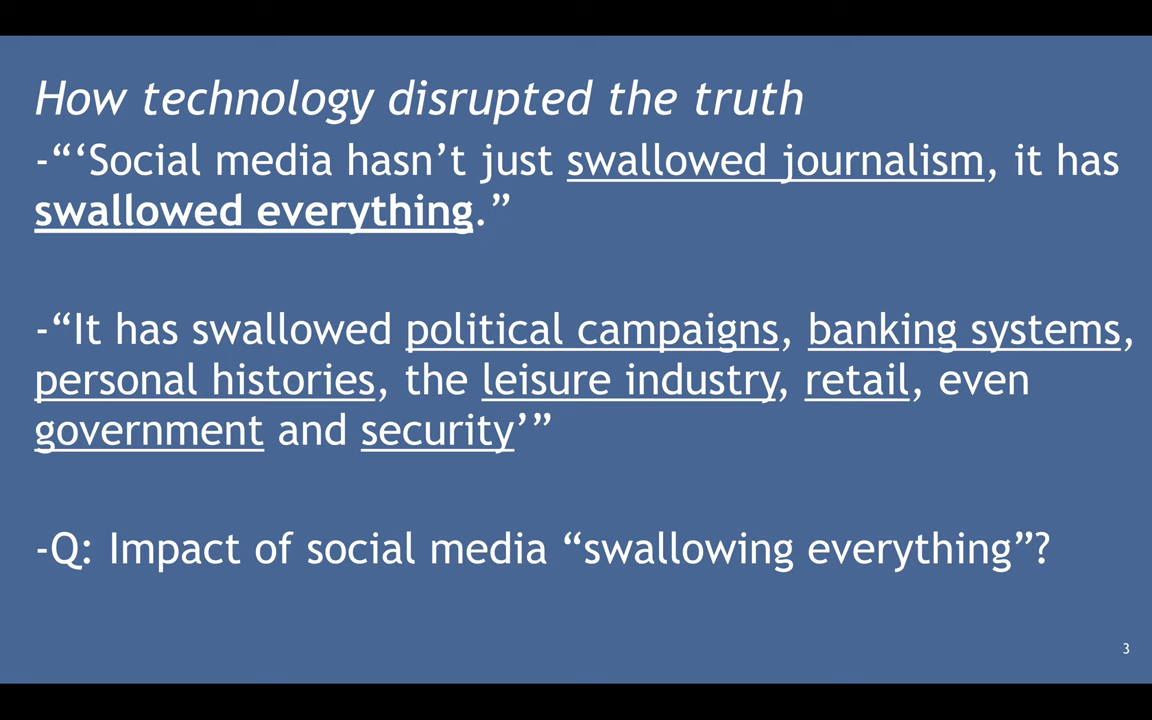 How technology disrupted the truth
-“‘Social media hasn’t just swallowed journalism, it has
swallowed everything.”
-“It has swallowed political campaigns, banking systems,
personal histories, the leisure industry, retail, even
government and security’”
-Q: Impact of social media “swallowing everything”?
3